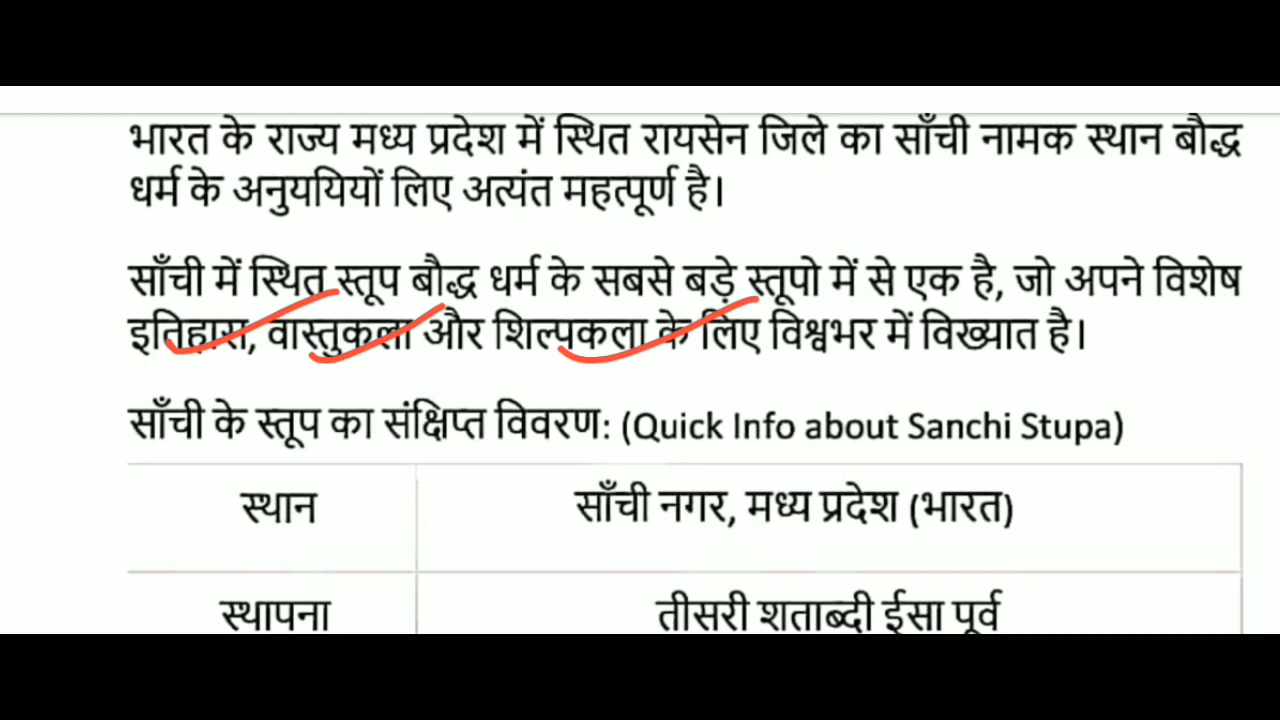 भारत के राज्य मध्य प्रदेश में स्थित रायसेन जिले का साँची नामक स्थान बौद्ध
धर्म के अनुययियों लिए अत्यंत महत्पूर्ण है।
साँची में स्थित स्तूप बौद्ध धर्म के सबसे बड़े स्तूपो में से एक है, जो अपने विशेष
इतिहास, वास्तुकला और शिल्पकला के लिए विश्वभर में विख्यात है।
साँची के स्तूप का संक्षिप्त विवरण: (Quick Info about Sanchi Stupa)
स्थान साँची नगर, मध्य प्रदेश (भारत)
स्थापना तीसरी शताब्दी ईसा पूर्व